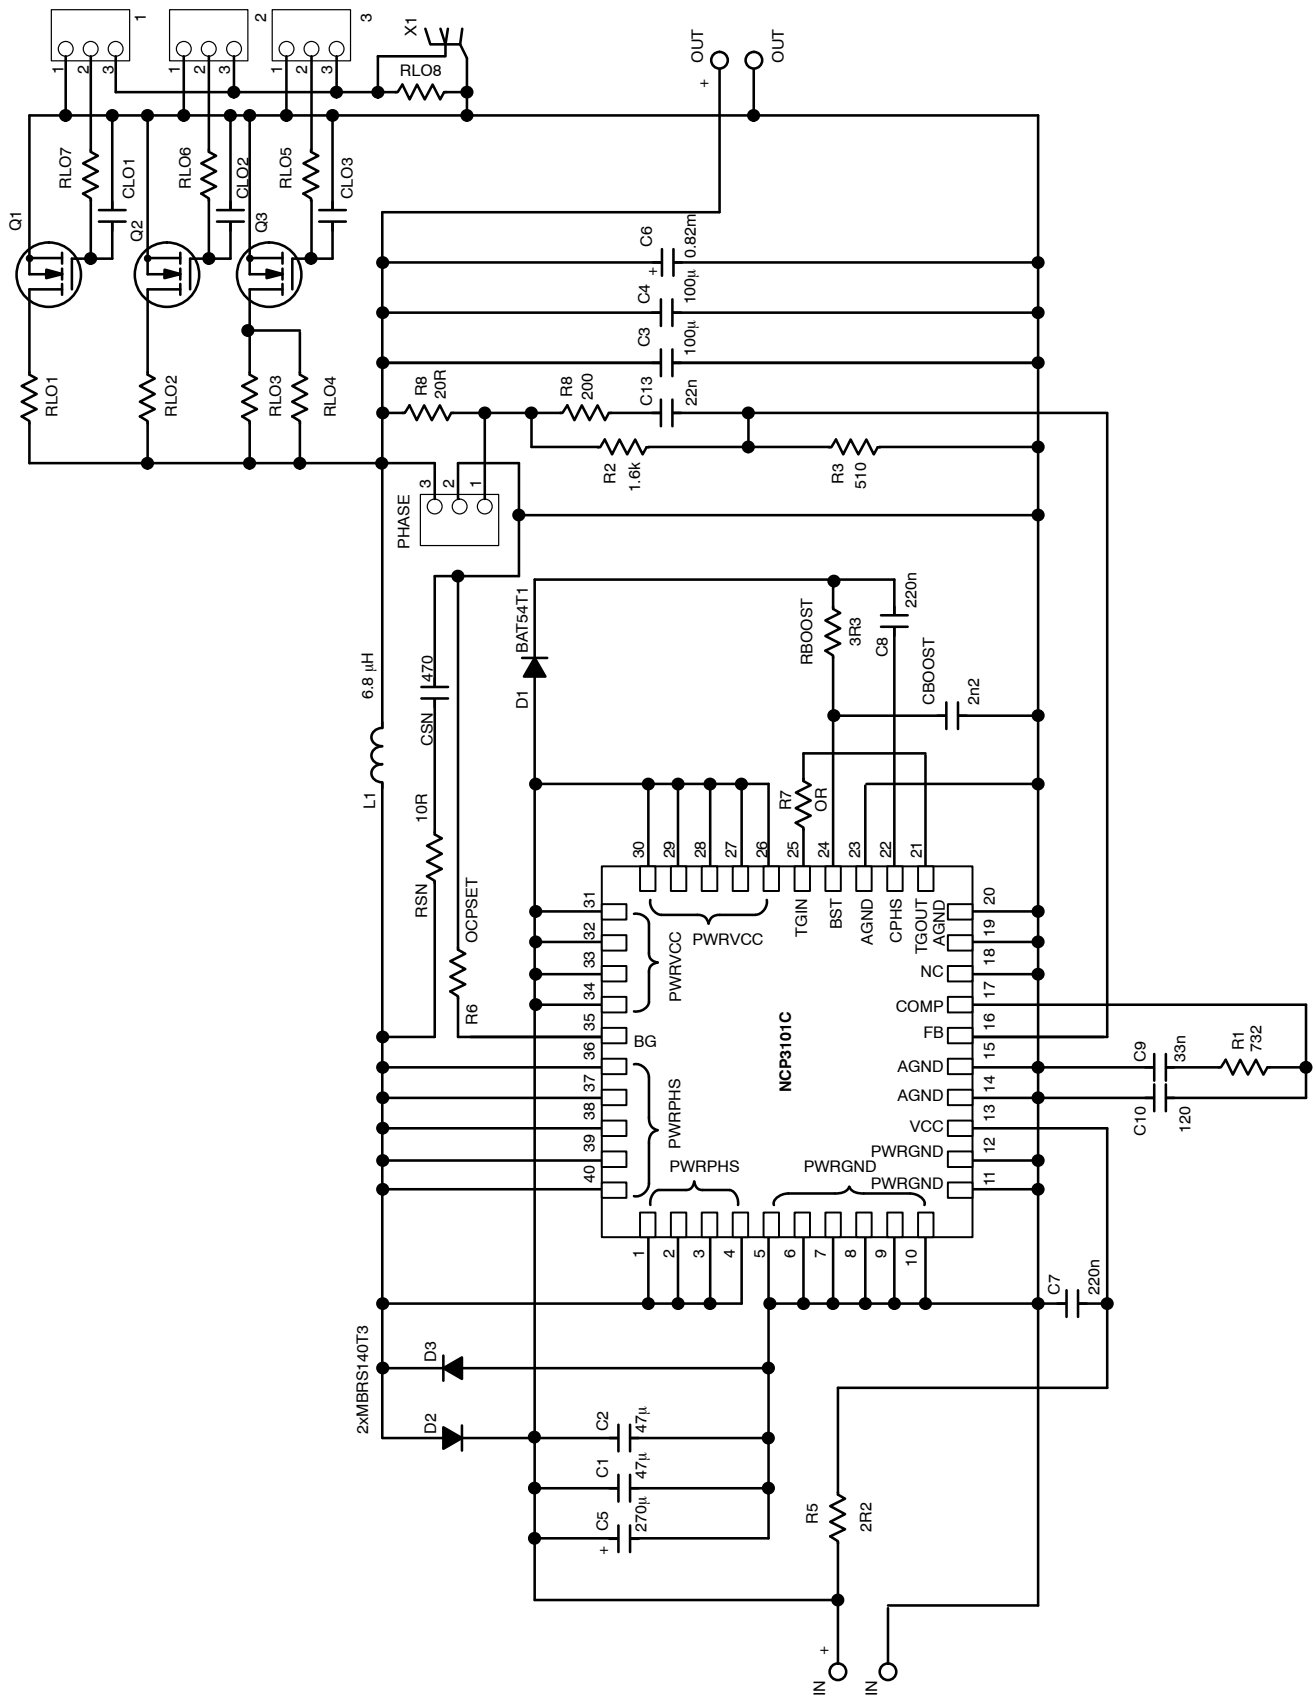 1
2
3
1
2
3
1
2
3
1
2
3
X1
RLO8
OUT
+
OUT
Q1
RLO7
CLO1
Q2
RLO6
CLO2
Q3
RLO5
CLO3
RLO1
RLO2
RLO3
RLO4
C6
+
0.82m
C4
100µ
C3
100µ
R8
20R
R8
200
C13
22n
R2
1.6k
R3
510
PHASE
3
2
1
L1
6.8 µH
RSN
10R
CSN
470
R6
OCPSET
D1
BAT54T1
RBOOST
3R3
C8
220n
CBOOST
2n2
R7
OR
30
29
28
27
26
25
24
23
22
21
PWRVCC
TGIN
BST
AGND
CPHS
TGOUT
31
32
33
34
35
36
37
38
39
40
PWRVCC
BG
PWRPHS
NCP3101C
AGND
NC
COMP
FB
AGND
AGND
VCC
PWRGND
PWRGND
20
19
18
17
16
15
14
13
12
11
PWRPHS
PWRGND
1
2
3
4
5
6
7
8
9
10
C9
33n
R1
732
C10
120
C7
220n
2xMBRS140T3
D3
D2
C2
47µ
C1
47µ
C5
+
270µ
R5
2R2
IN
+
IN